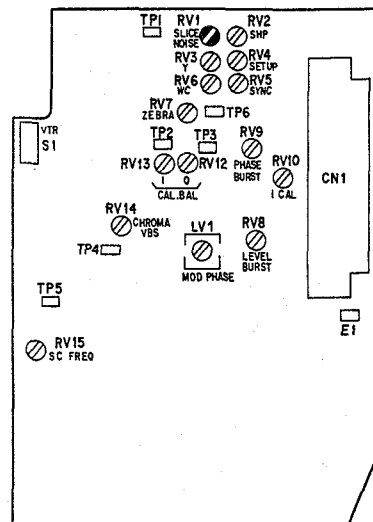 TP1
RV1
SLICE
NOISE
RV2
SHP
RV3
Y
RV4
SETUP
RV6
WC
RV5
SYNC
RV7
ZEBRA
TP6
VTR
S1
TP2
TP3
RV9
PHASE
BURST
RV13
RV12
I
Q
CAL.BAL
RV10
I CAL
CN1
RV14
CHROMA
VBS
TP4
LV1
MOD PHASE
RV8
LEVEL
BURST
TP5
E1
RV15
SC FREQ